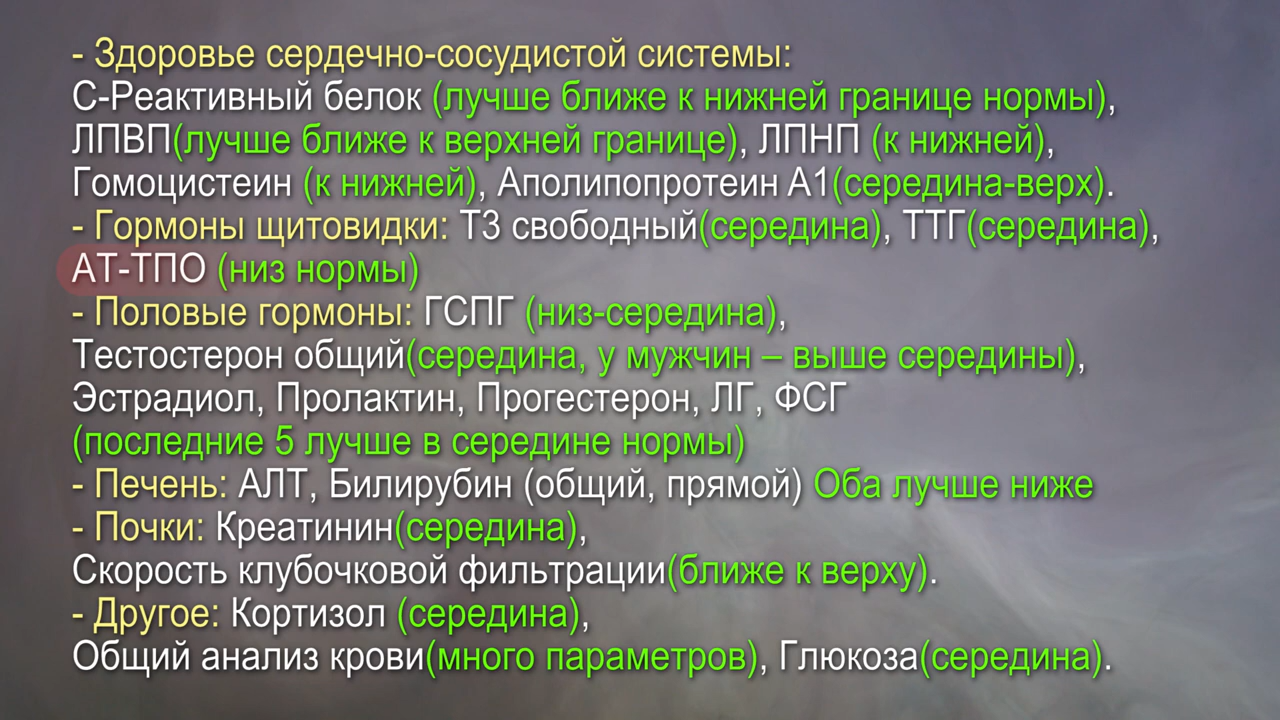 - Здоровье сердечно-сосудистой системы:
С-Реактивный белок (лучше ближе к нижней границе нормы),
ЛПВП(лучше ближе к верхней границе), ЛПНП (к нижней),
Гомоцистеин (к нижней), Аполипопротеин А1(середина-верх).
- Гормоны щитовидки: Т3 свободный(середина), ТТГ(середина),
АТ-ТПО (низ нормы)
- Половые гормоны: ГСПГ (низ-середина),
Тестостерон общий(середина, у мужчин – выше середины),
Эстрадиол, Пролактин, Прогестерон, ЛГ, ФСГ
(последние 5 лучше в середине нормы)
- Печень: АЛТ, Билирубин (общий, прямой) Оба лучше ниже
- Почки: Креатинин(середина),
Скорость клубочковой фильтрации(ближе к верху).
- Другое: Кортизол (середина),
Общий анализ крови(много параметров), Глюкоза(середина).